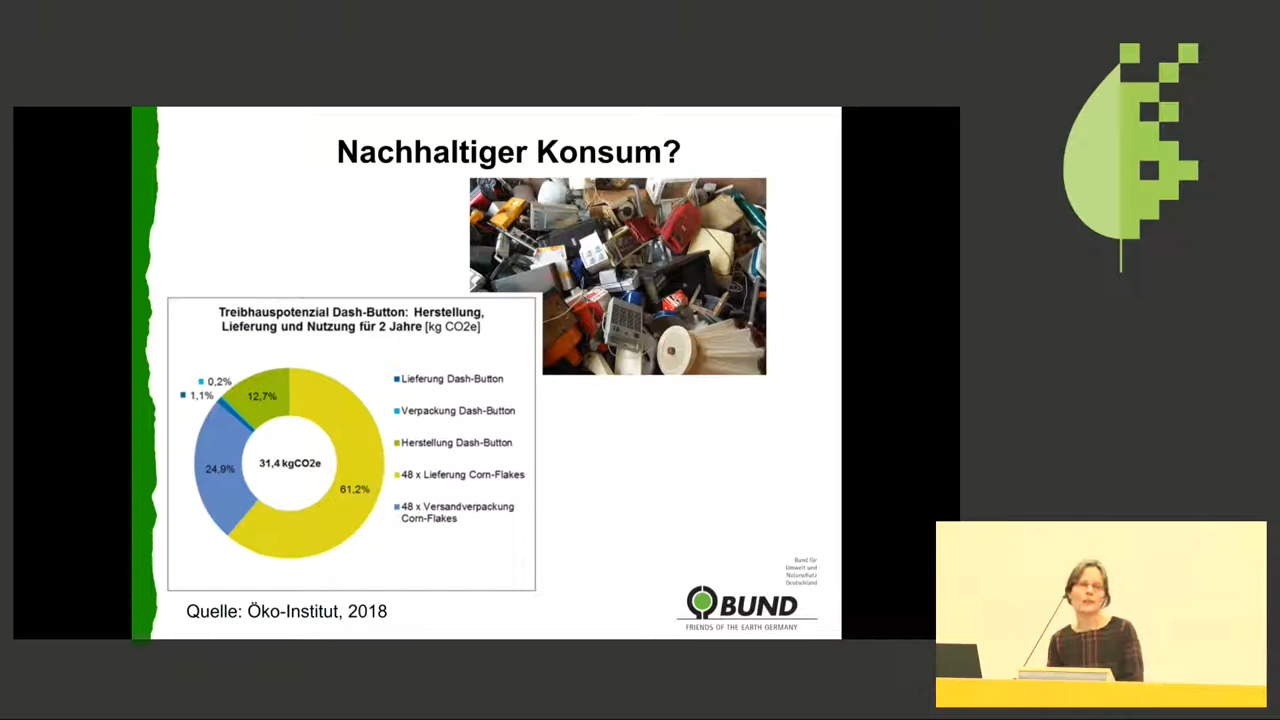 Nachhaltiger Konsum?
Treibhauspotenzial Dash-Button: Herstellung,
Lieferung und Nutzung für 2 Jahre [kg CO2e]
0,2%
1,1%
12,7%
24,9%
31,4 kgCO2e
61,2%
Lieferung Dash-Button
Verpackung Dash-Button
Herstellung Dash-Button
48 x Lieferung Corn-Flakes
48 x Versandverpackung
Corn-Flakes
Quelle: Öko-Institut, 2018
Bund für
Umwelt und
Naturschutz
Deutschland
BUND
FRIENDS OF THE EARTH GERMANY